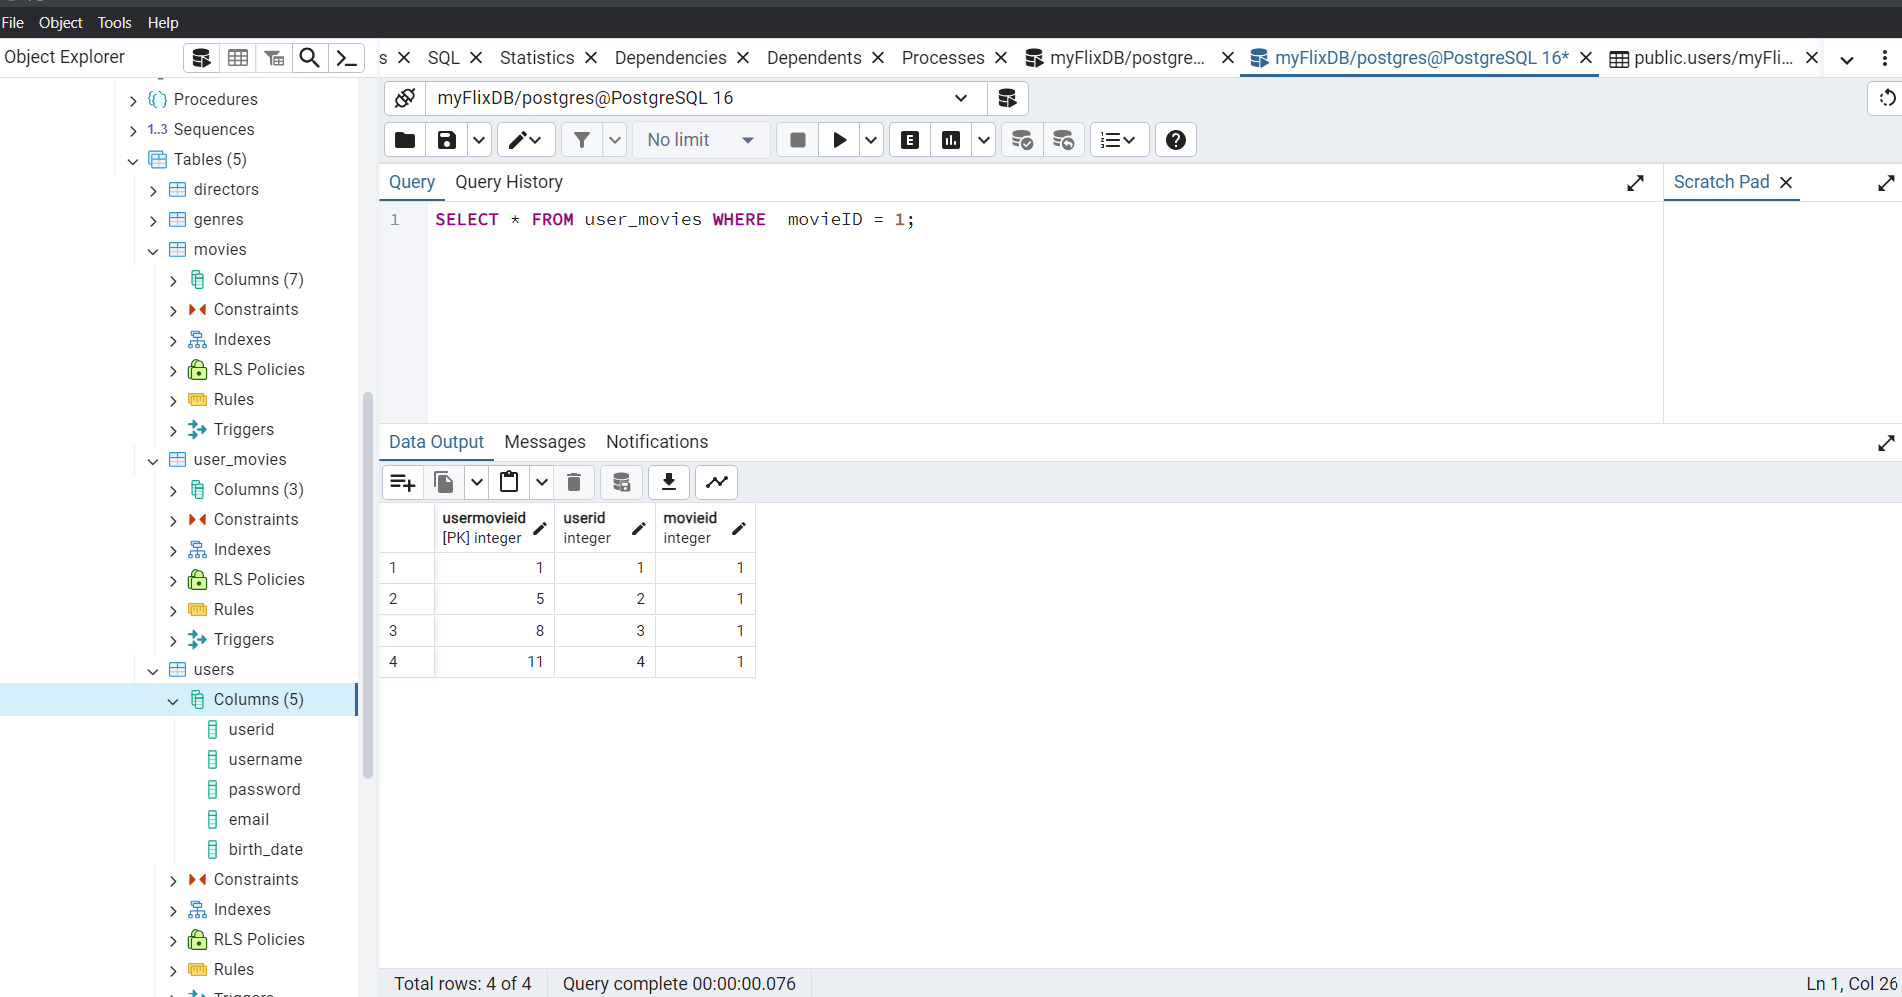 File Object Tools Help
Object Explorer
s SQL Statistics Dependencies Dependents Processes myFlixDB/postgre... myFlixDB/postgres@PostgreSQL 16* public.users/myFli...
myFlixDB/postgres@PostgreSQL 16
No limit
E
Query Query History
Scratch Pad
1 SELECT * FROM user_movies WHERE  movieID = 1;
Procedures
1..3 Sequences
Tables (5)
directors
genres
movies
Columns (7)
Constraints
Indexes
RLS Policies
Rules
Triggers
user_movies
Columns (3)
Constraints
Indexes
RLS Policies
Rules
Triggers
users
Columns (5)
userid
username
password
email
birth_date
Constraints
Indexes
RLS Policies
Rules
Triggers
Data Output Messages Notifications
usermovieid userid movieid
[PK] integer integer integer
1 1 1 1
2 5 2 1
3 8 3 1
4 11 4 1
Total rows: 4 of 4 Query complete 00:00:00.076 Ln 1, Col 26